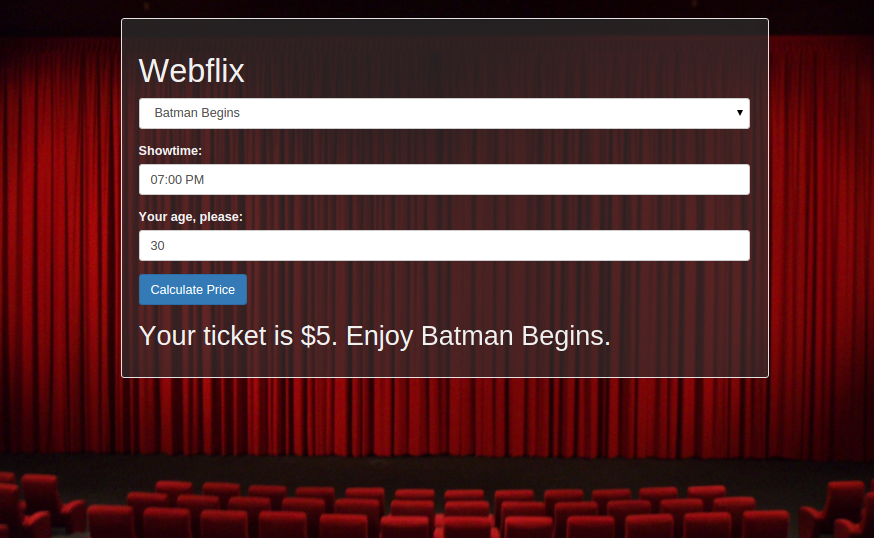 Webflix
Batman Begins
Showtime:
07:00 PM
Your age, please:
30
Calculate Price
Your ticket is $5. Enjoy Batman Begins.